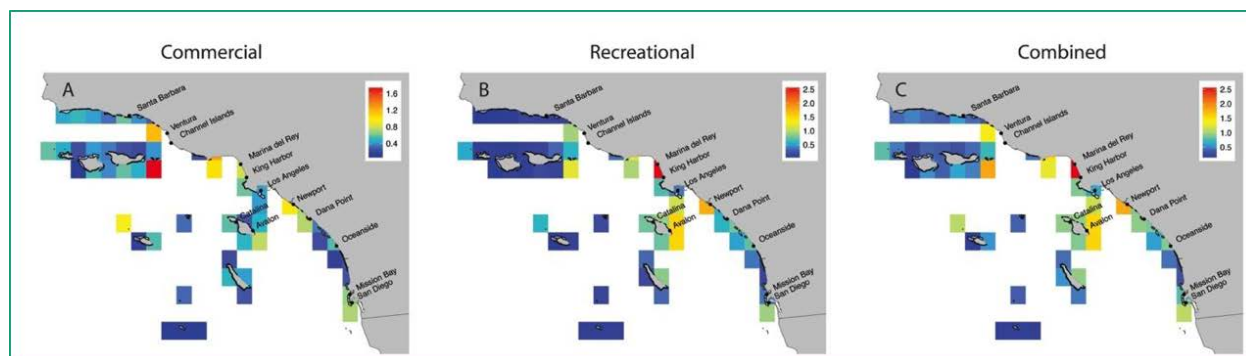 Commercial
Recreational
Combined
A
Santa Barbara
Ventura
Channel Islands
Marina del Rey
King Harbor
Los Angeles
Newport
Catalina
Dana Point
Avalon
Oceanside
Mission Bay
San Diego
1.6
1.2
0.8
0.4
B
Santa Barbara
Ventura
Channel Islands
Marina del Rey
King Harbor
Los Angeles
Newport
Catalina
Dana Point
Avalon
Oceanside
Mission Bay
San Diego
2.5
2.0
1.5
1.0
0.5
C
Santa Barbara
Ventura
Channel Islands
Marina del Rey
King Harbor
Los Angeles
Newport
Catalina
Dana Point
Avalon
Oceanside
Mission Bay
San Diego
2.5
2.0
1.5
1.0
0.5